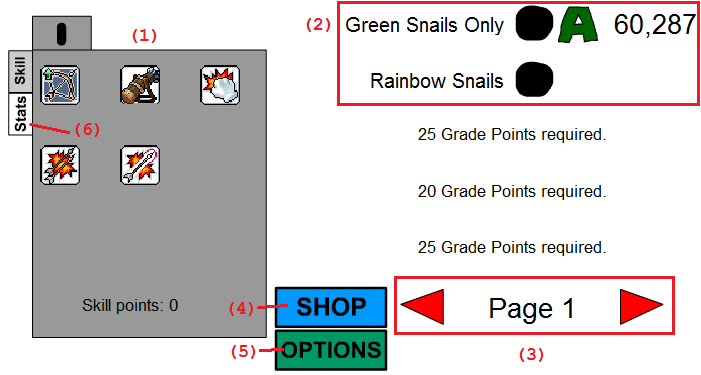 (1)
(2)
Green Snails Only A 60,287
Rainbow Snails
Skill
Stats
(6)
25 Grade Points required.
20 Grade Points required.
25 Grade Points required.
Skill points: 0
(4)
SHOP
(5)
OPTIONS
Page 1
(3)